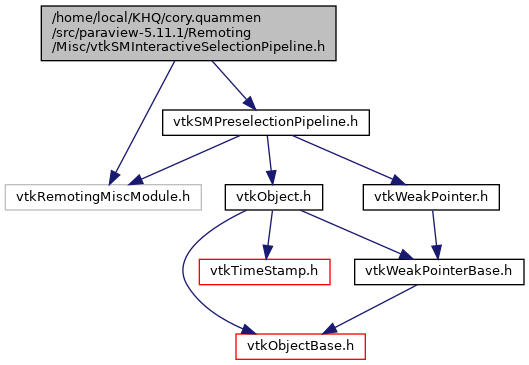 /home/local/KHQ/cory.quammen
/src/paraview-5.11.1/Remoting
/Misc/vtkSMInteractiveSelectionPipeline.h
vtkSMPreselectionPipeline.h
vtkRemotingMiscModule.h
vtkObject.h
vtkWeakPointer.h
vtkTimeStamp.h
vtkWeakPointerBase.h
vtkObjectBase.h